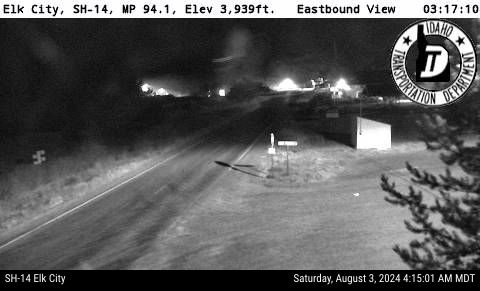 Elk City, SH-14, MP 94.1, Elev 3,939ft. Eastbound View 03:17:10
IDAHO
TRANSPORTATION DEPARTMENT
SH-14 Elk City Saturday, August 3, 2024 4:15:01 AM MDT